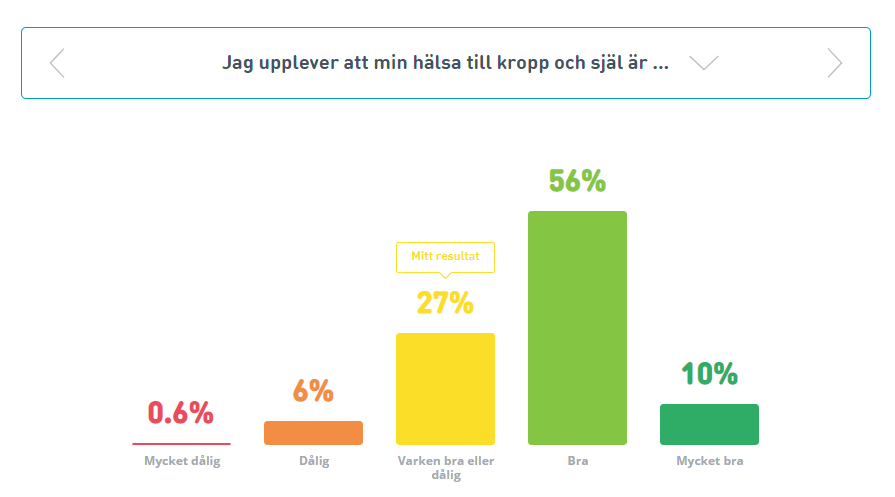 Jag upplever att min hälsa till kropp och själ är ...
56%
Mitt resultat
27%
10%
6%
0.6%
Mycket dålig
Dålig
Varken bra eller
dålig
Bra
Mycket bra